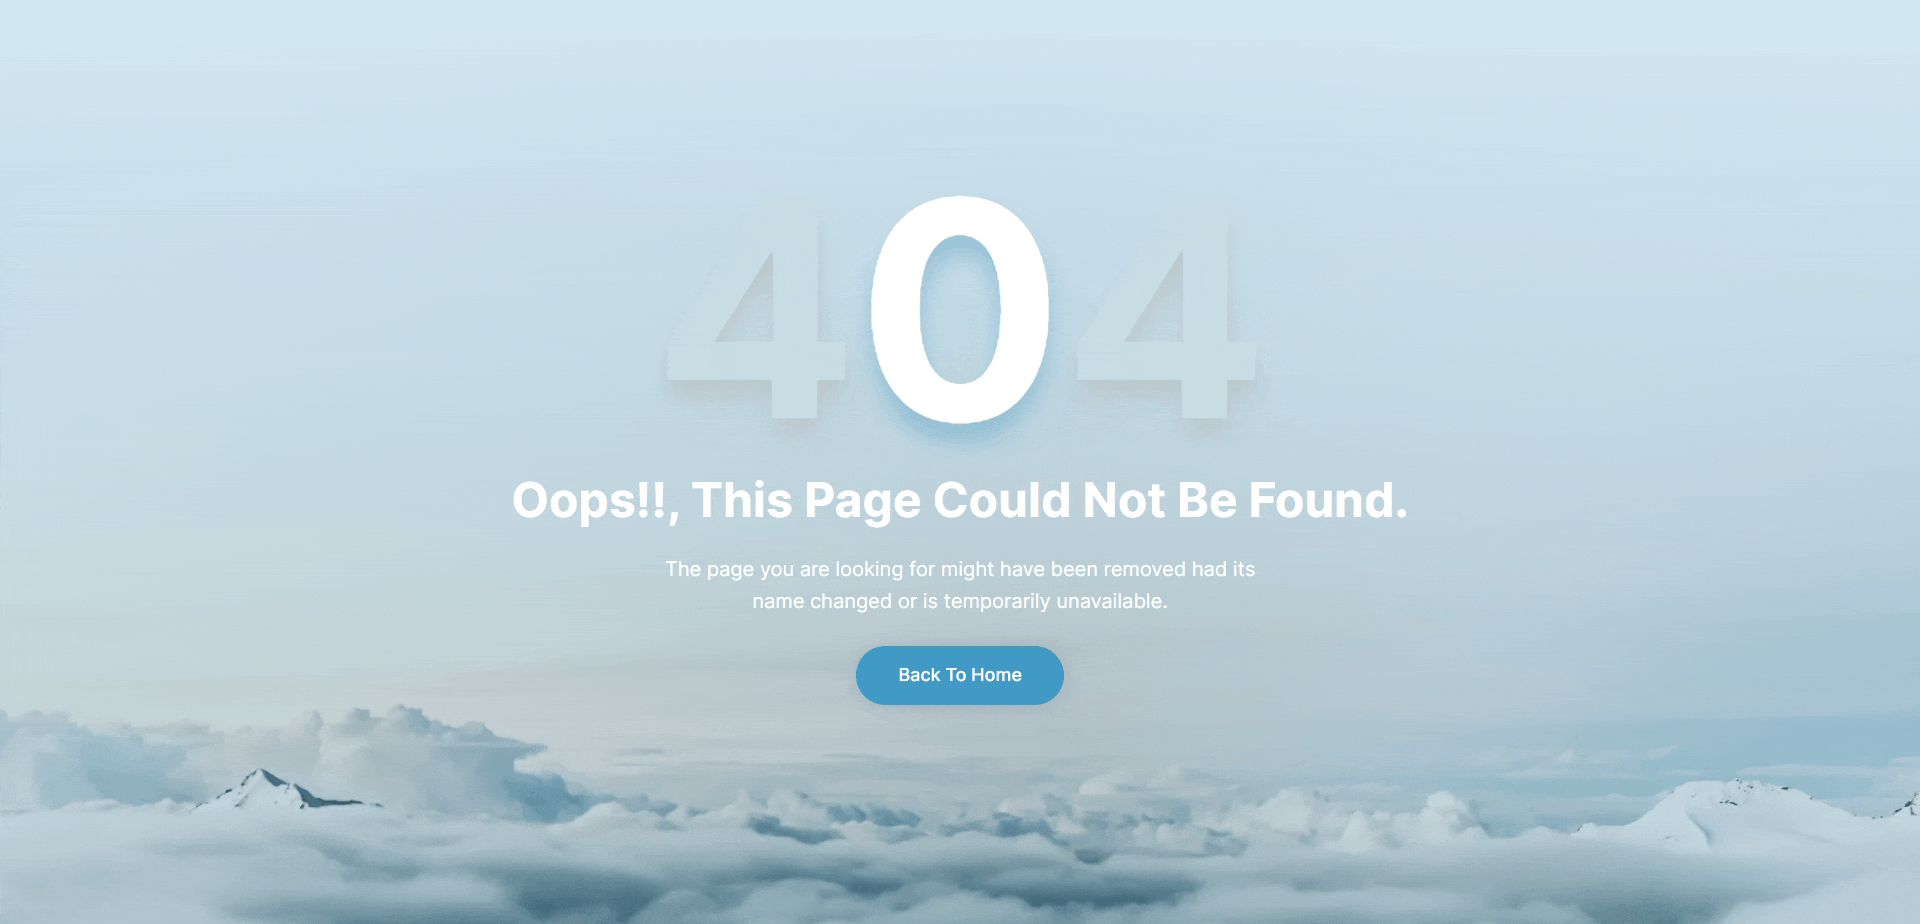 404
Oops!!, This Page Could Not Be Found.
The page you are looking for might have been removed had its
name changed or is temporarily unavailable.
Back To Home